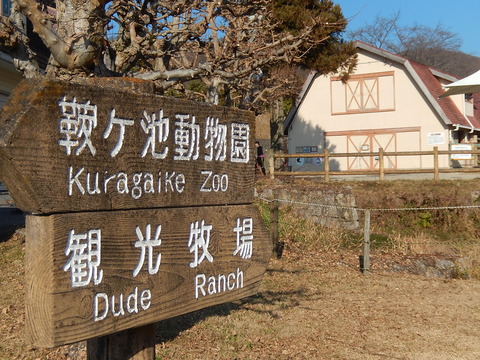 鞍ケ池動物園
Kuragaike Zoo
観光牧場
Dude Ranch